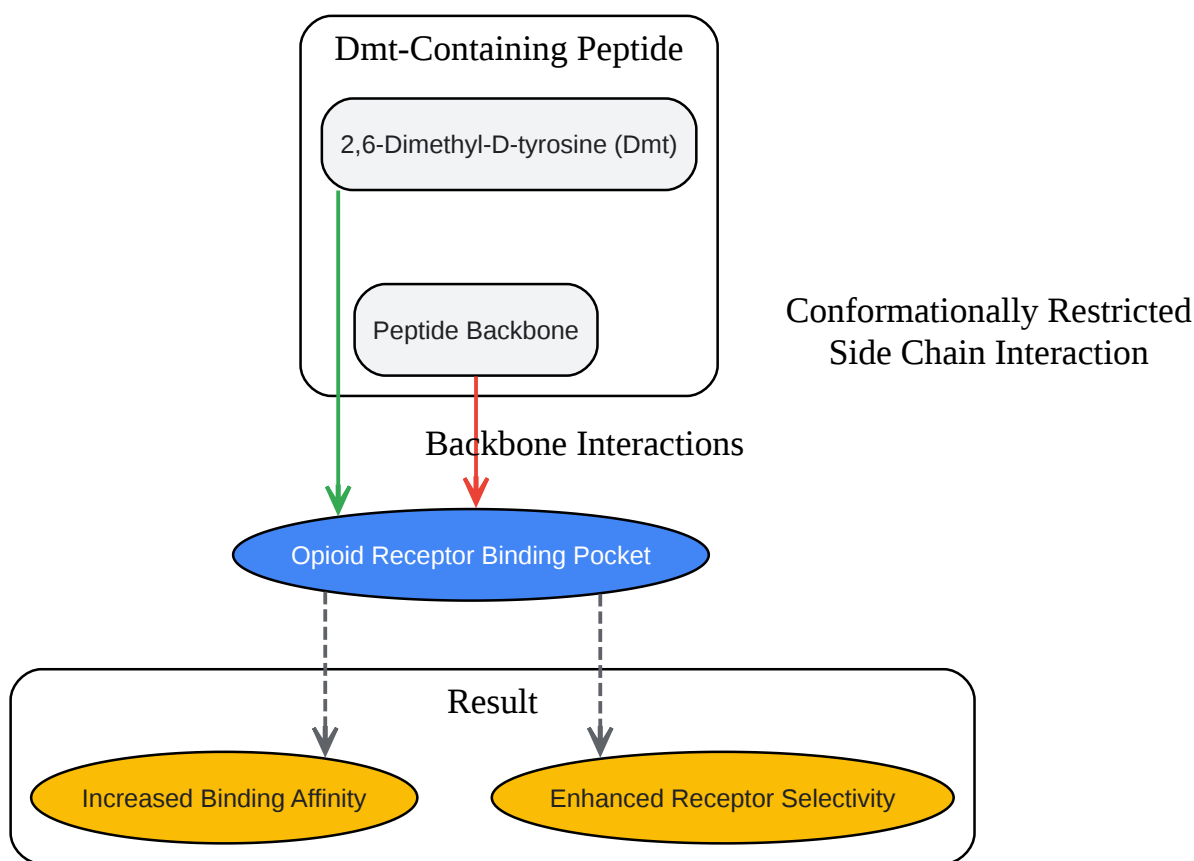 Dmt-Containing Peptide
2,6-Dimethyl-D-tyrosine (Dmt)
Peptide Backbone
Conformationally Restricted
Side Chain Interaction
Backbone Interactions
Opioid Receptor Binding Pocket
Result
Increased Binding Affinity
Enhanced Receptor Selectivity